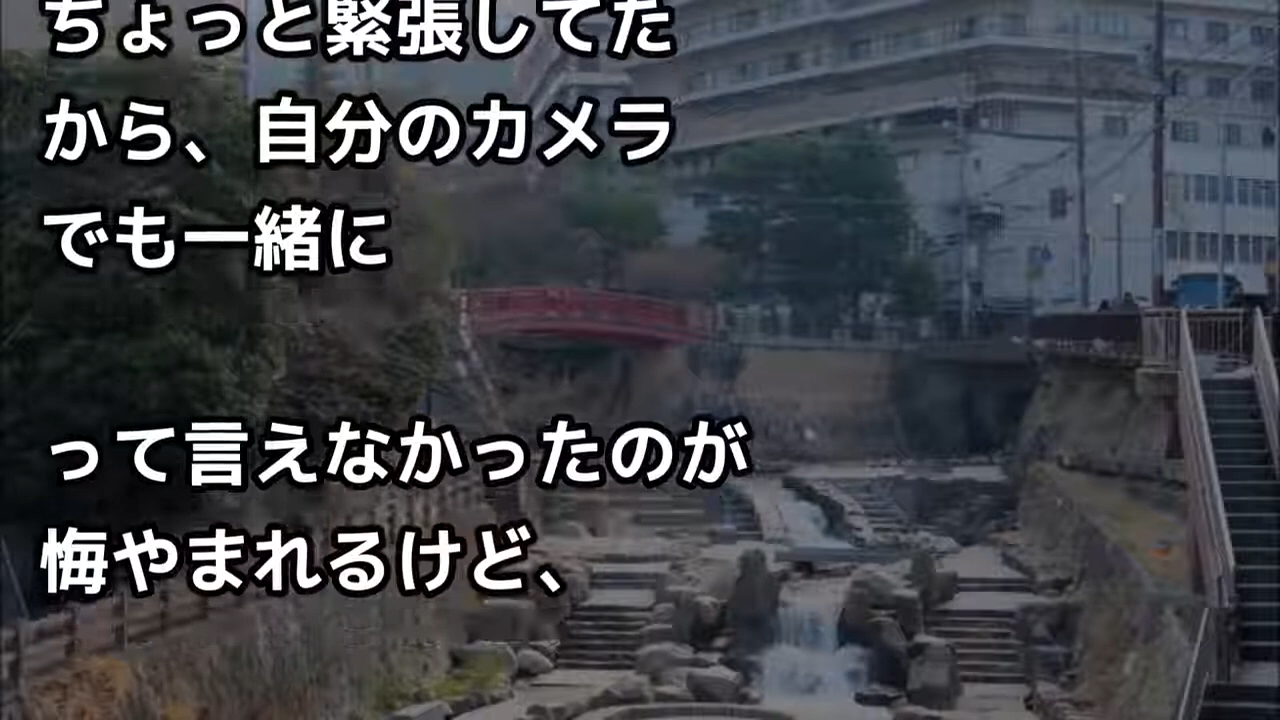 ちょっと緊張してた
から、自分のカメラ
でも一緒に
って言えなかったのが
悔やまれるけど、